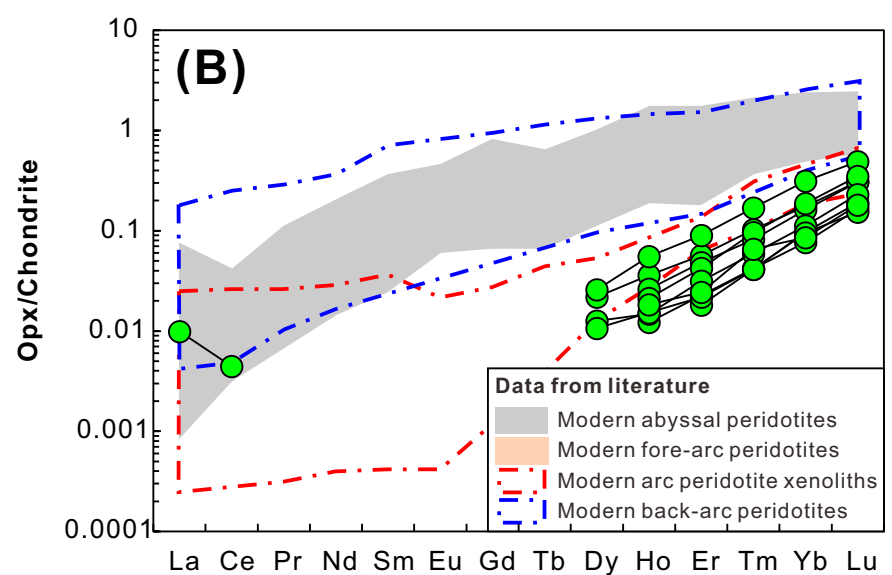 10
(B)
1
0.1
0.01
0.001
0.0001
Opx/Chondrite
Data from literature
Modern abyssal peridotites
Modern fore-arc peridotites
Modern arc peridotite xenoliths
Modern back-arc peridotites
La Ce Pr Nd Sm Eu Gd Tb Dy Ho Er Tm Yb Lu